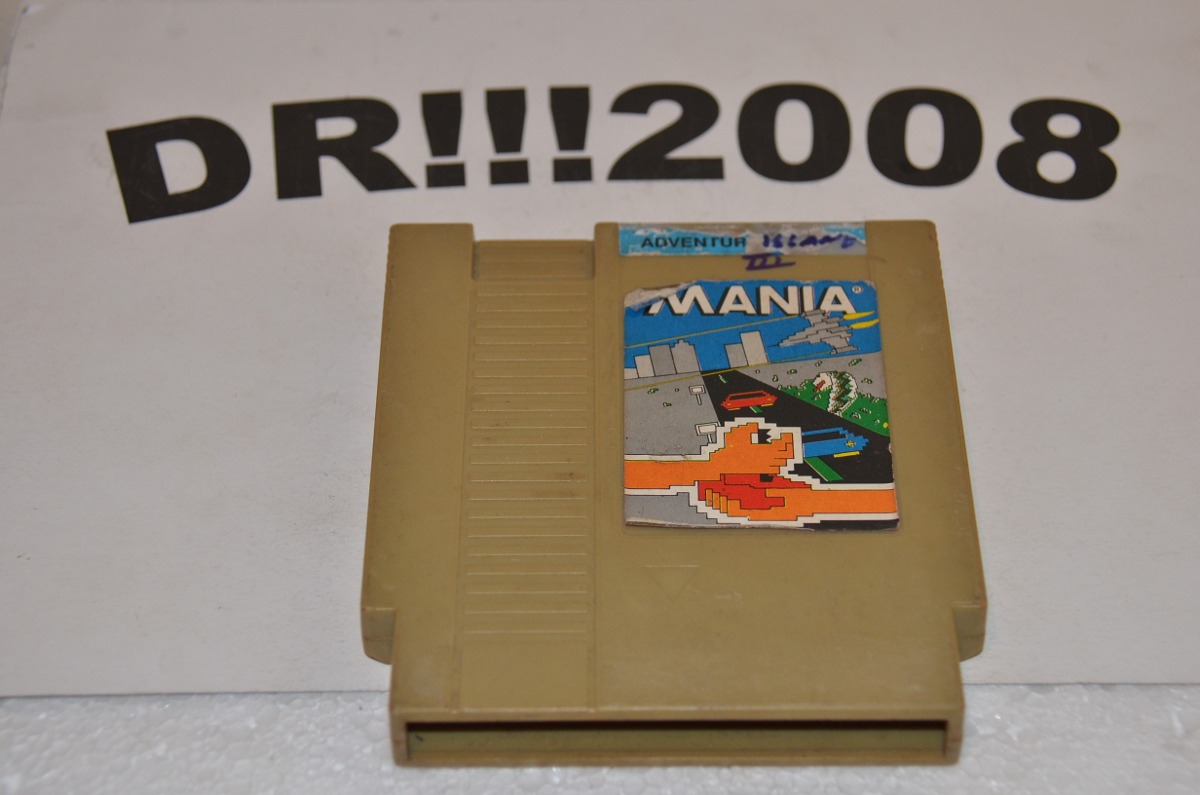 DR!!!2008
ADVENTUR ISLAND
III
MANIA®